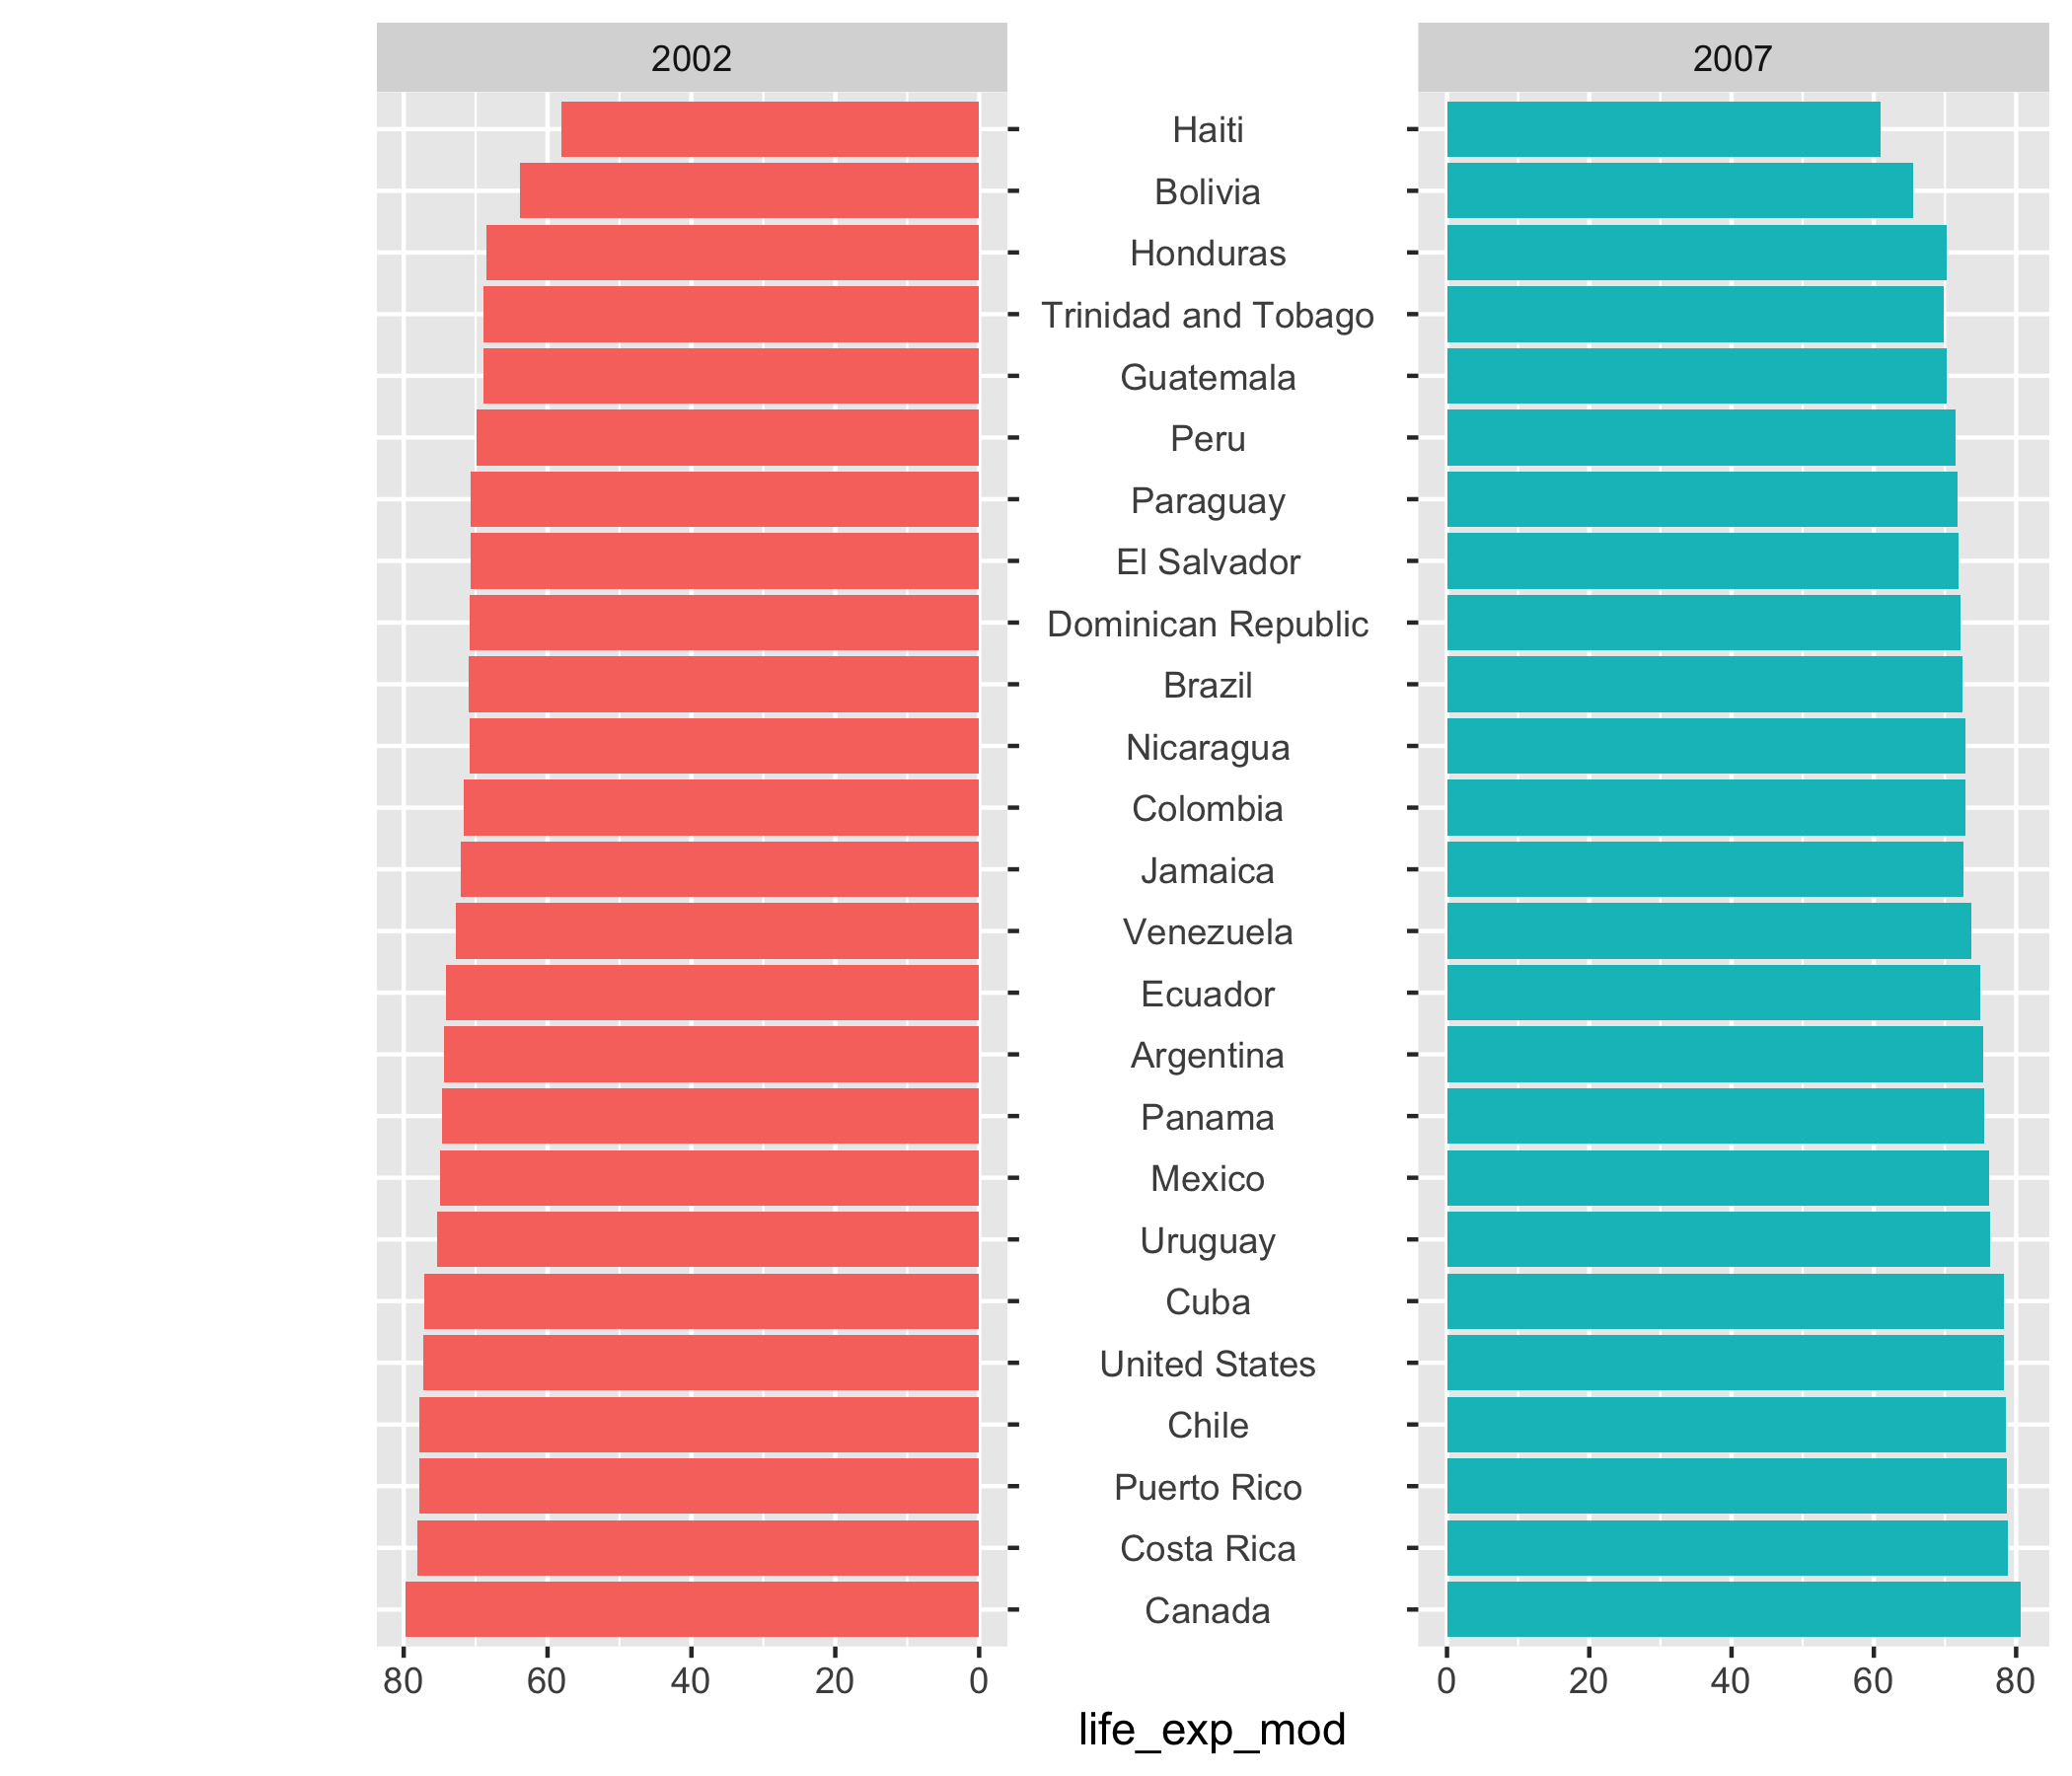 2002
2007
Haiti
Bolivia
Honduras
Trinidad and Tobago
Guatemala
Peru
Paraguay
El Salvador
Dominican Republic
Brazil
Nicaragua
Colombia
Jamaica
Venezuela
Ecuador
Argentina
Panama
Mexico
Uruguay
Cuba
United States
Chile
Puerto Rico
Costa Rica
Canada
80 60 40 20 0
0 20 40 60 80
life_exp_mod